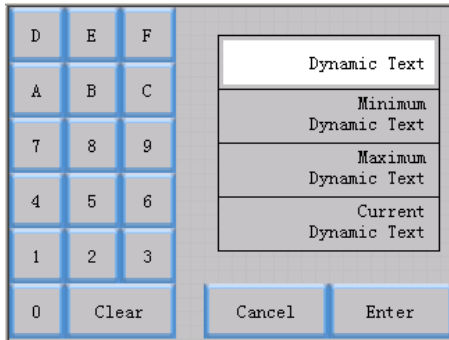 D E F
A B C
7 8 9
4 5 6
1 2 3
0 Clear
Dynamic Text
Minimum
Dynamic Text
Maximum
Dynamic Text
Current
Dynamic Text
Cancel Enter